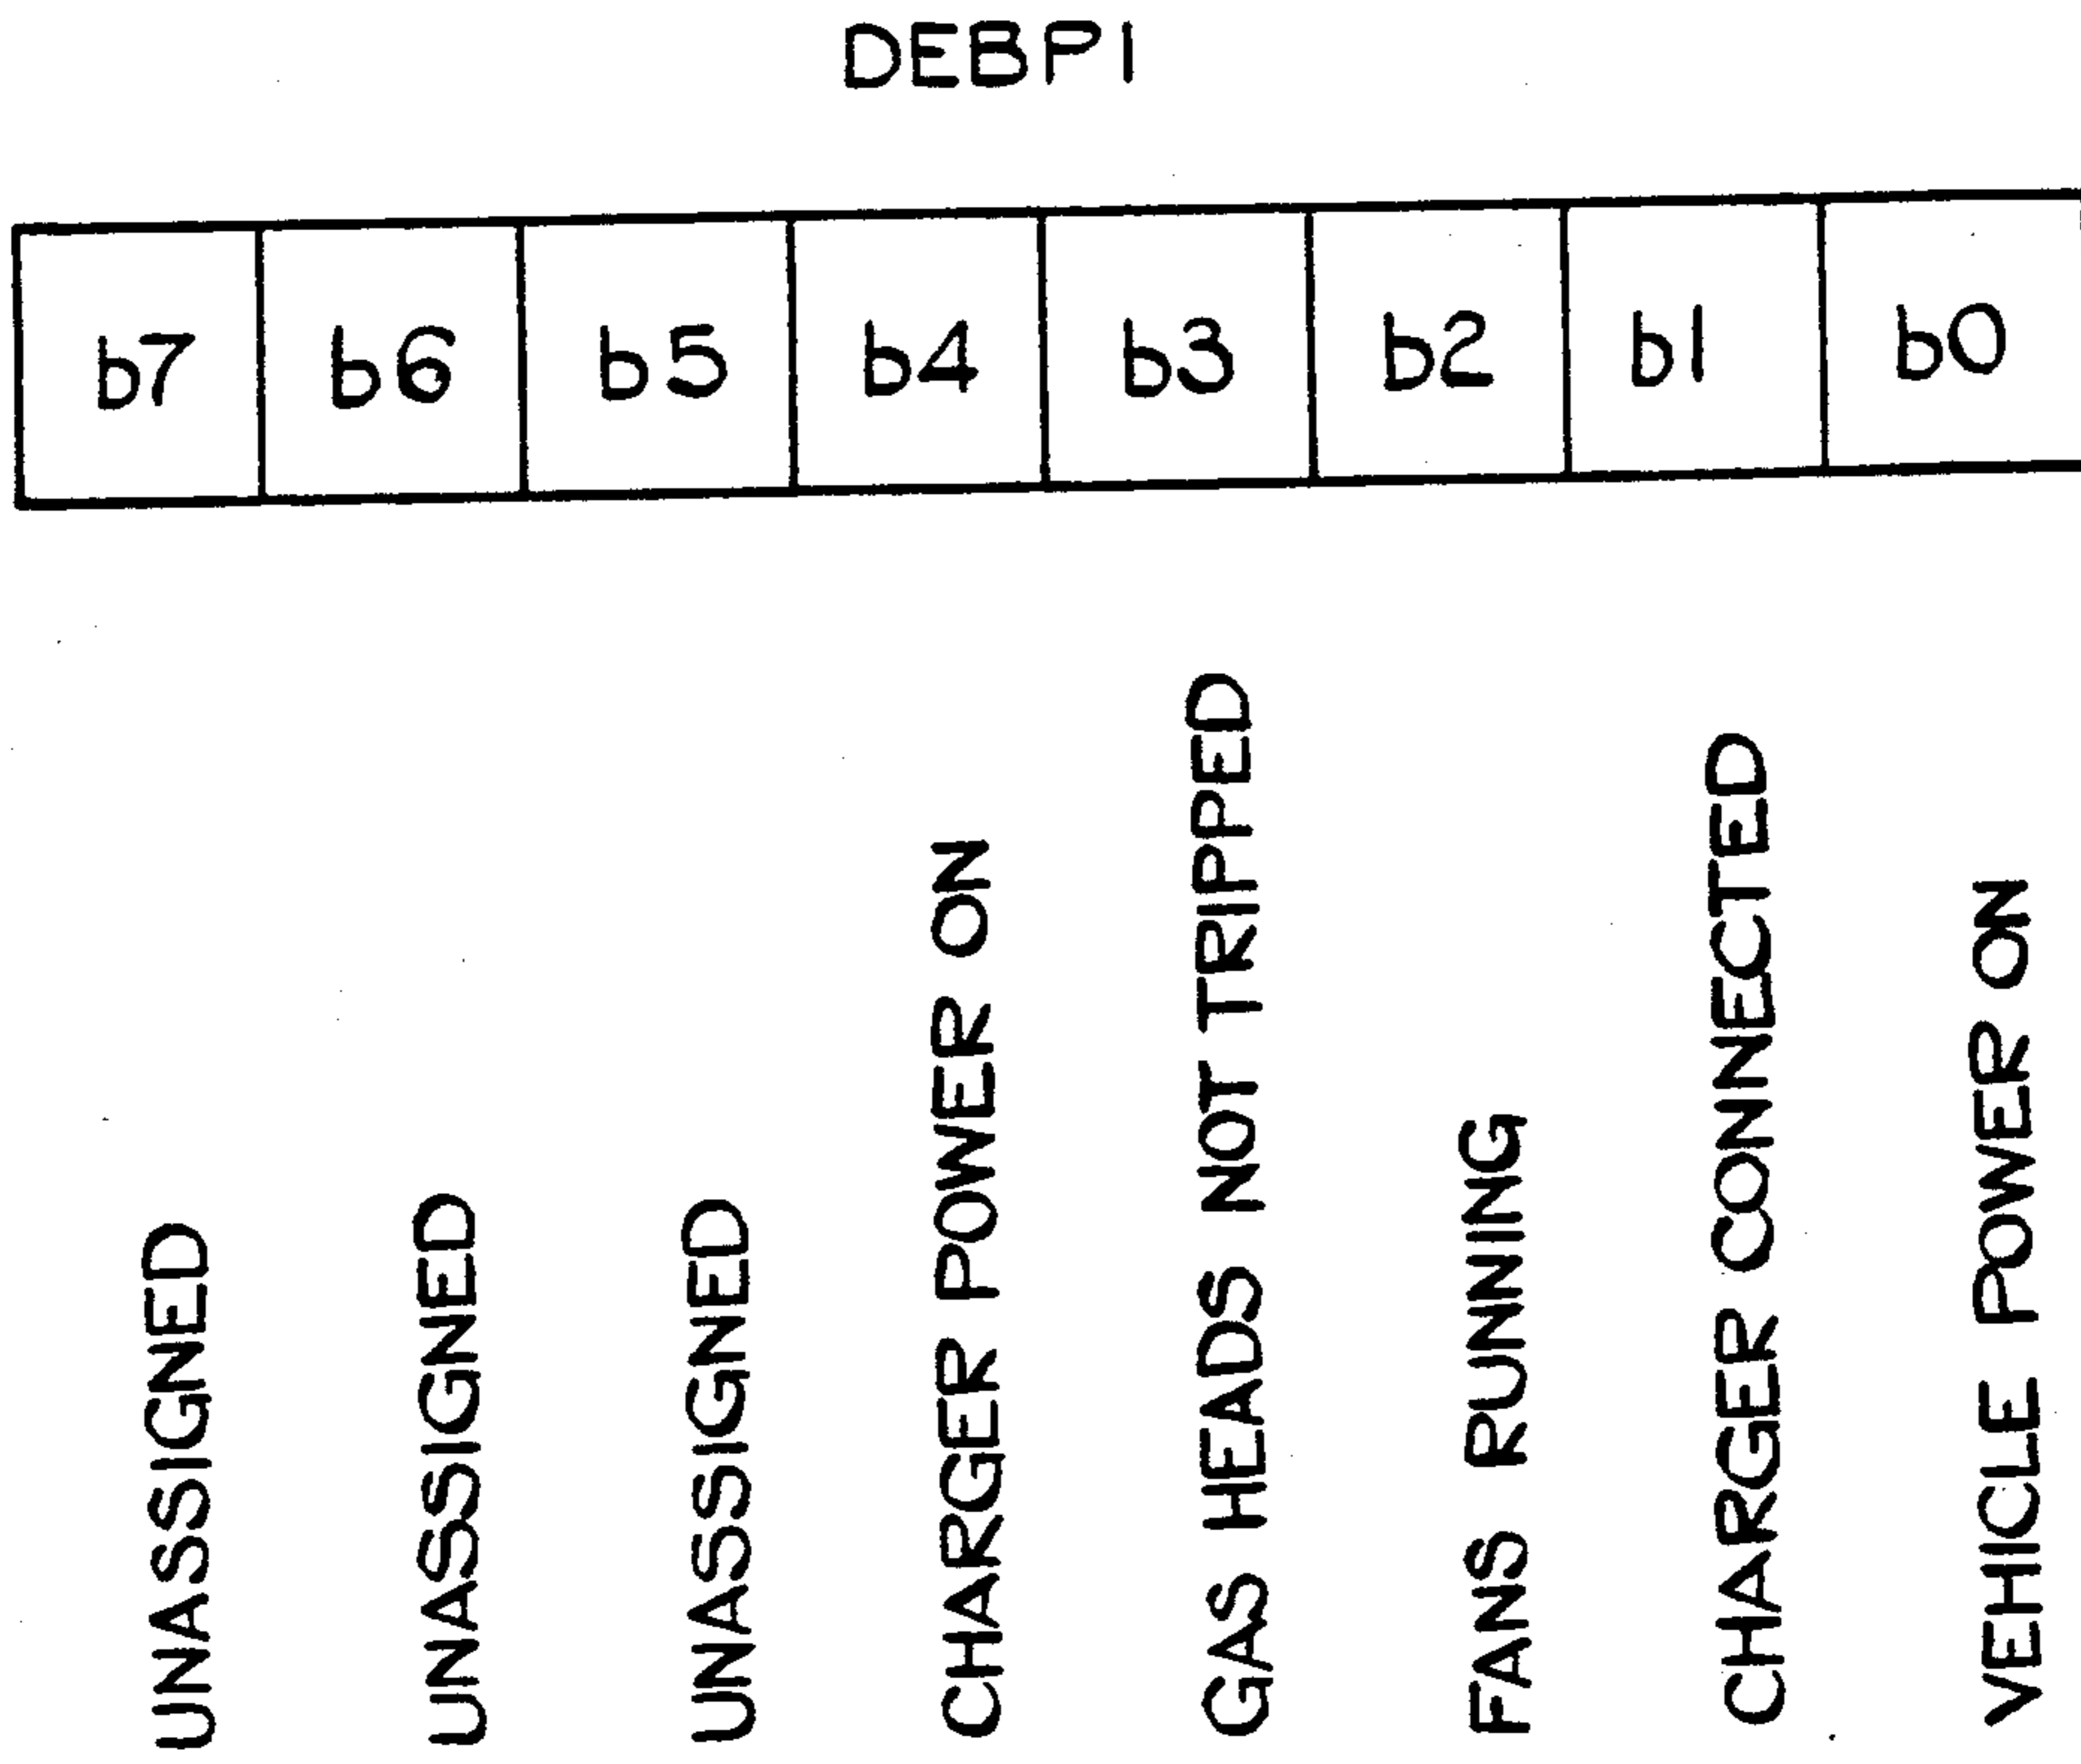 DEBP1
b7 b6 b5 b4 b3 b2 b1 b0
UNASSIGNED
UNASSIGNED
UNASSIGNED
CHARGER POWER ON
GAS HEADS NOT TRIPPED
FANS RUNNING
CHARGER CONNECTED
VEHICLE POWER ON